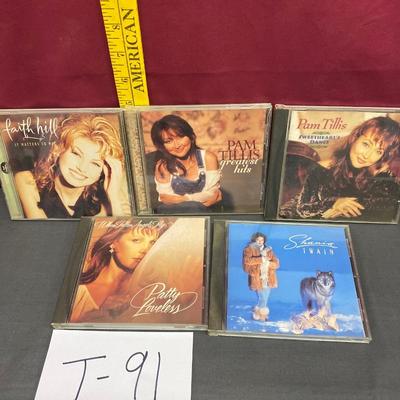 AMERICAN
faith hill
IT MATTERS TO ME
PAM
TILLIS
greatest
hits
Pam Tillis
SWEETHEART'S
DANCE
Patty
Loveless
Shania
TWAIN
T-91